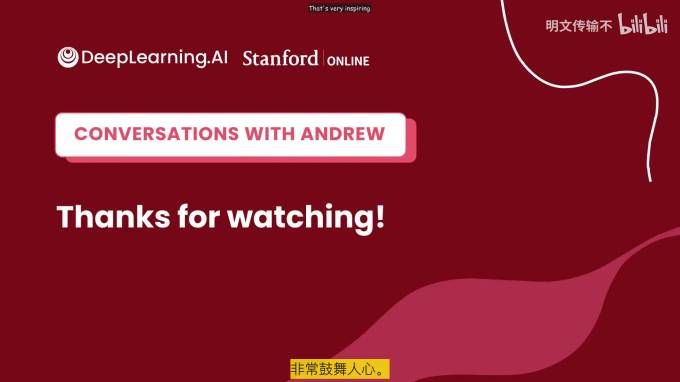 That's very inspiring.
明文传输不 bilibili
DeepLearning.AI Stanford ONLINE
CONVERSATIONS WITH ANDREW
Thanks for watching!
非常鼓舞人心。